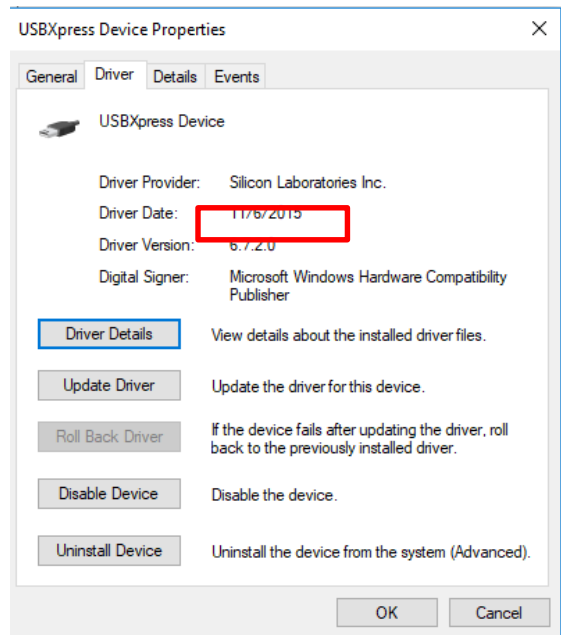 USBXpress Device Properties
General Driver Details Events
USBXpress Device
Driver Provider: Silicon Laboratories Inc.
Driver Date: 11/6/2015
Driver Version: 6.7.2.0
Digital Signer: Microsoft Windows Hardware Compatibility
Publisher
Driver Details View details about the installed driver files.
Update Driver Update the driver for this device.
Roll Back Driver If the device fails after updating the driver, roll
back to the previously installed driver.
Disable Device Disable the device.
Uninstall Device Uninstall the device from the system (Advanced).
OK Cancel